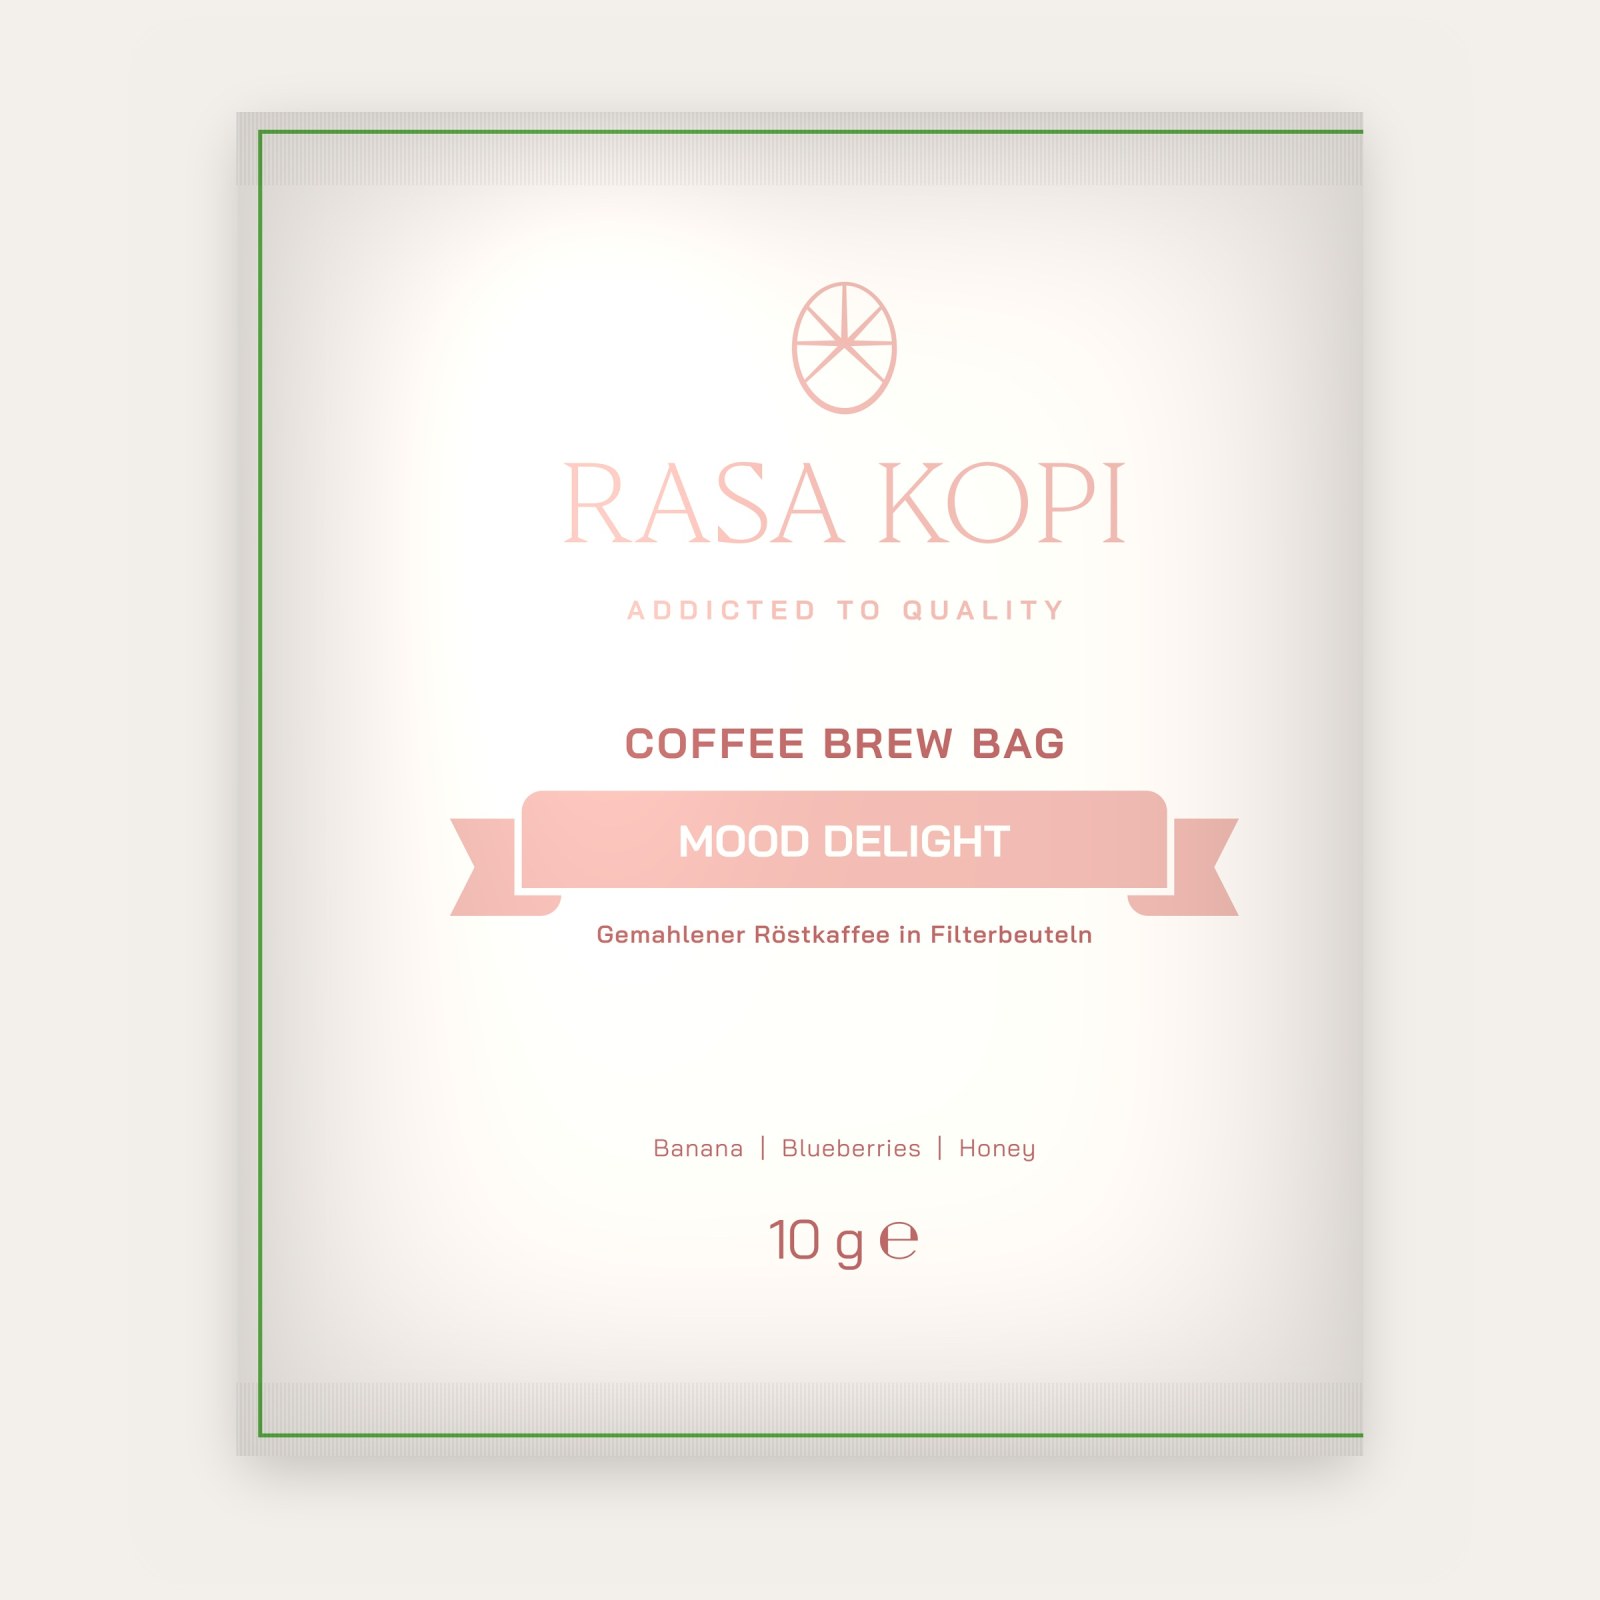 RASA KOPI
ADDICTED TO QUALITY
COFFEE BREW BAG
MOOD DELIGHT
Gemahlener Röstkaffee in Filterbeuteln
Banana | Blueberries | Honey
10 g ℮